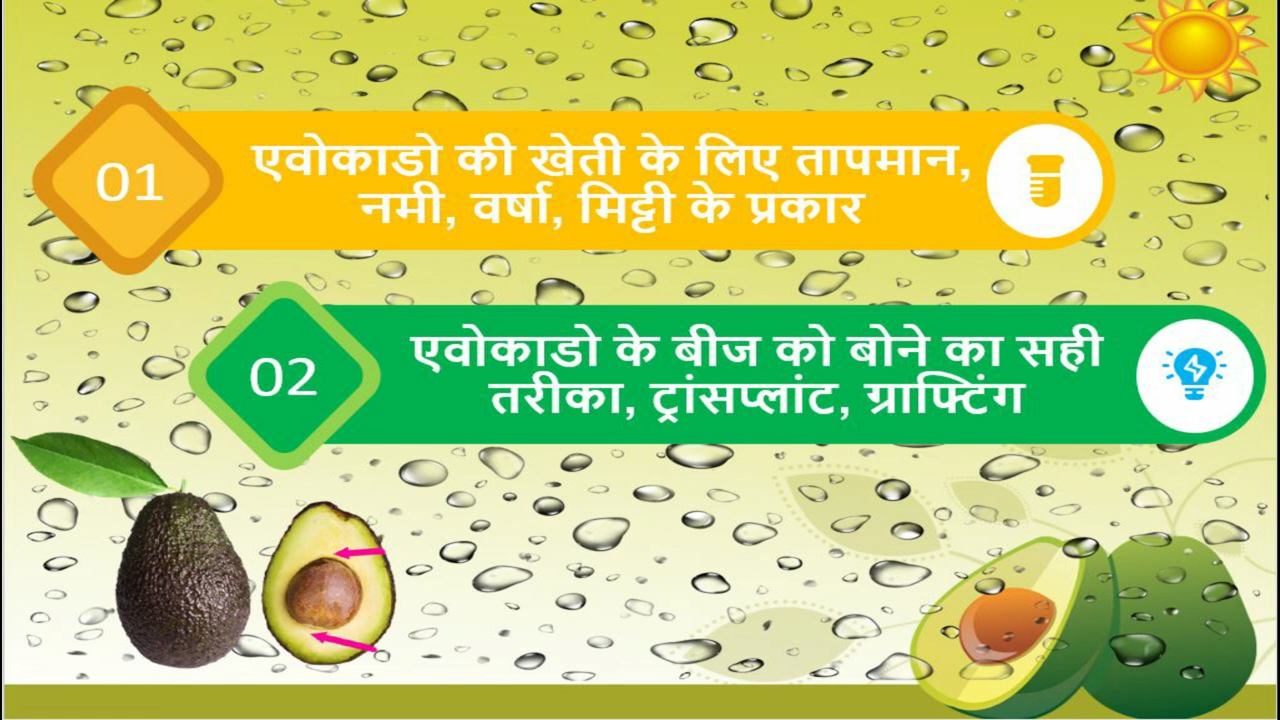 01
एवोकाडो की खेती के लिए तापमान,
नमी, वर्षा, मिट्टी के प्रकार
02
एवोकाडो के बीज को बोने का सही
तरीका, ट्रांसप्लांट, ग्राफ्टिंग